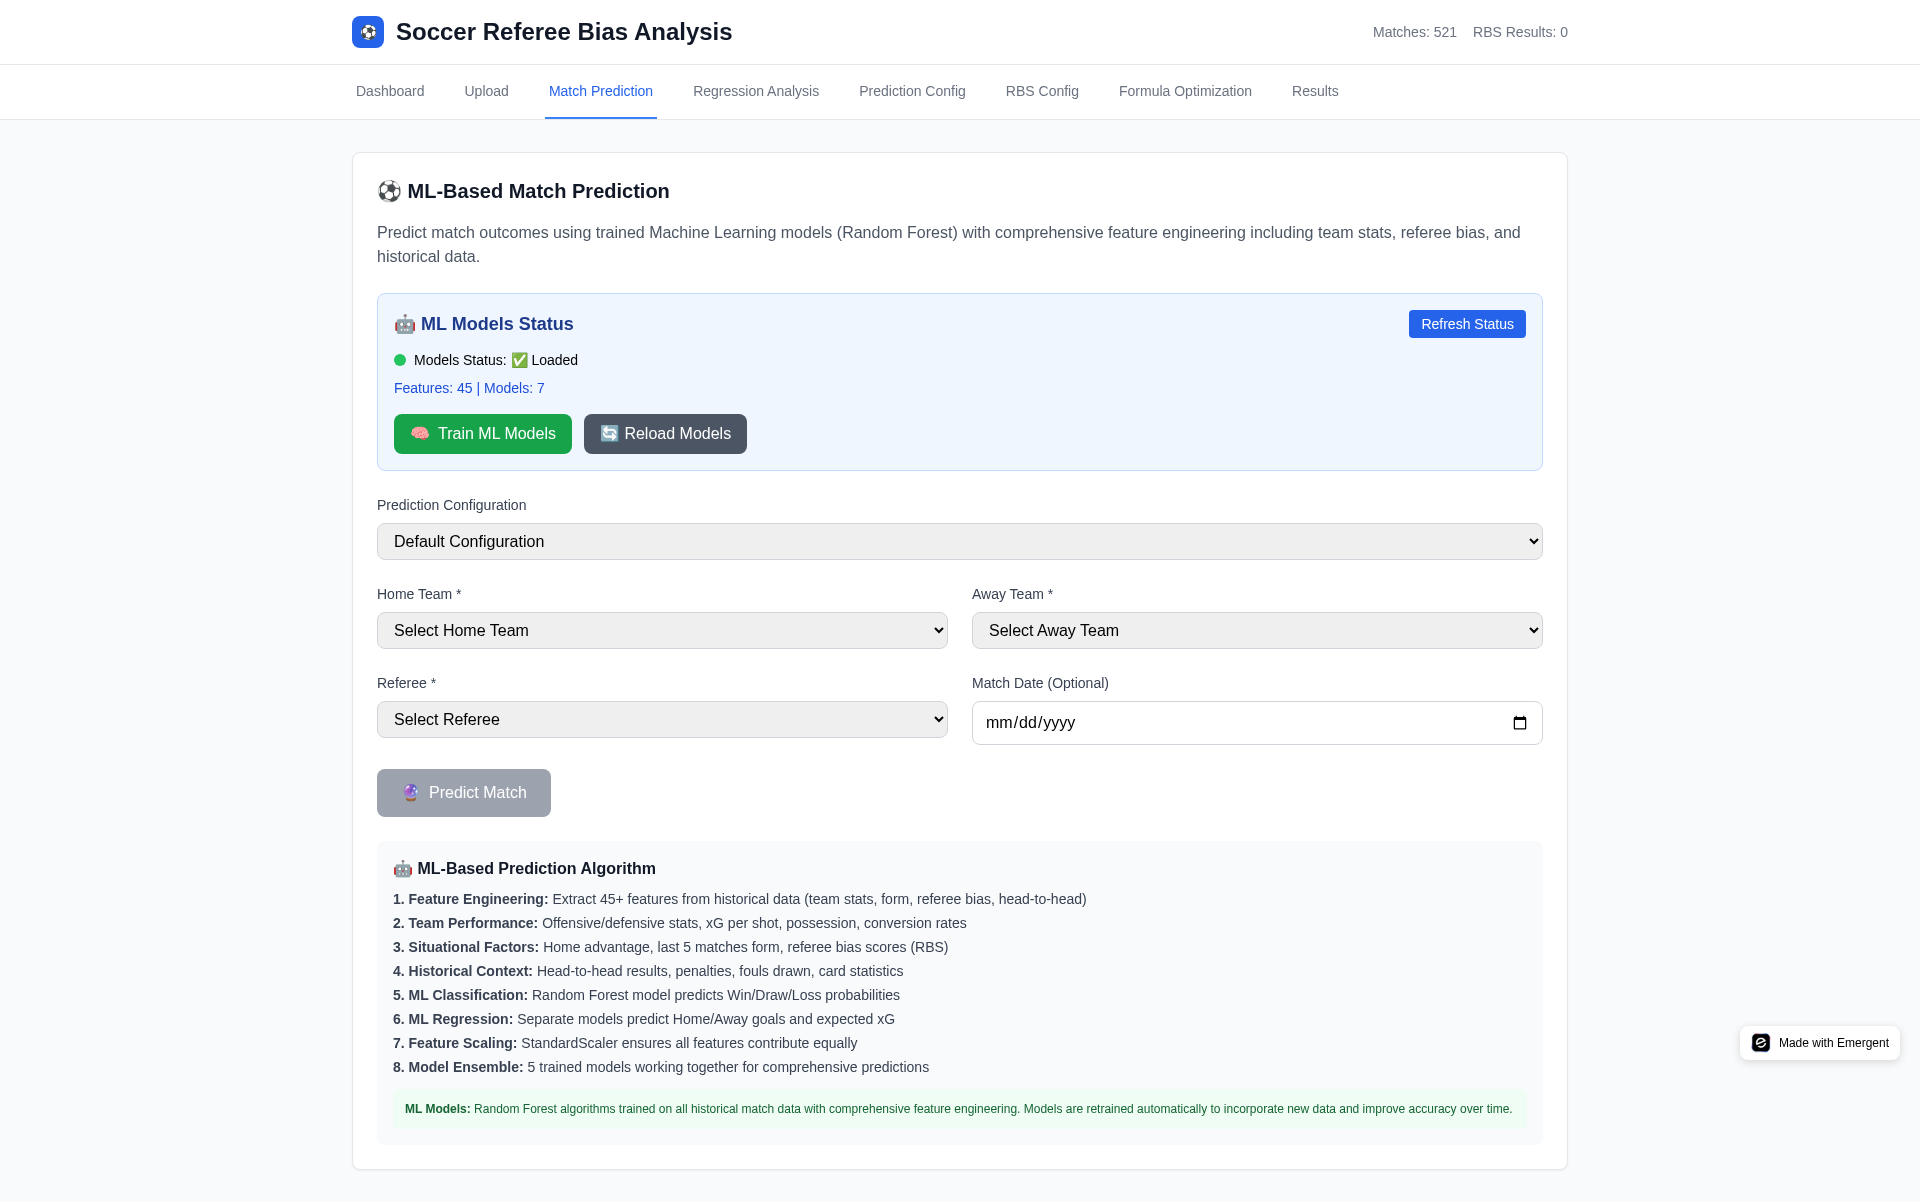 Soccer Referee Bias Analysis
Matches: 521 RBS Results: 0
Dashboard Upload Match Prediction Regression Analysis Prediction Config RBS Config Formula Optimization Results
⚽ ML-Based Match Prediction
Predict match outcomes using trained Machine Learning models (Random Forest) with comprehensive feature engineering including team stats, referee bias, and
historical data.
🤖 ML Models Status
Refresh Status
Models Status: ✅ Loaded
Features: 45 | Models: 7
🧠 Train ML Models 🔄 Reload Models
Prediction Configuration
Default Configuration
Home Team * Away Team *
Select Home Team Select Away Team
Referee * Match Date (Optional)
Select Referee mm/dd/yyyy
🔮 Predict Match
🤖 ML-Based Prediction Algorithm
1. Feature Engineering: Extract 45+ features from historical data (team stats, form, referee bias, head-to-head)
2. Team Performance: Offensive/defensive stats, xG per shot, possession, conversion rates
3. Situational Factors: Home advantage, last 5 matches form, referee bias scores (RBS)
4. Historical Context: Head-to-head results, penalties, fouls drawn, card statistics
5. ML Classification: Random Forest model predicts Win/Draw/Loss probabilities
6. ML Regression: Separate models predict Home/Away goals and expected xG
7. Feature Scaling: StandardScaler ensures all features contribute equally
8. Model Ensemble: 5 trained models working together for comprehensive predictions
ML Models: Random Forest algorithms trained on all historical match data with comprehensive feature engineering. Models are retrained automatically to incorporate new data and improve accuracy over time.
Made with Emergent